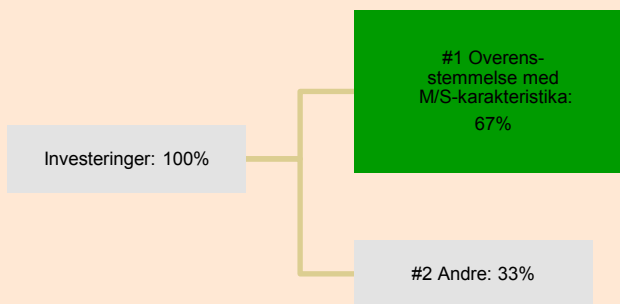 #1 Overens-
stemmelse med
M/S-karakteristika:
67%
Investeringer: 100%
#2 Andre: 33%